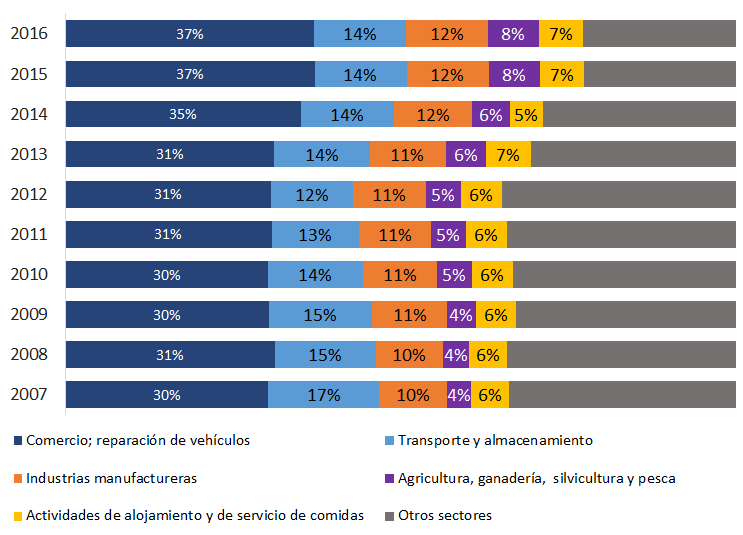 2016 37% 14% 12% 8% 7%
2015 37% 14% 12% 8% 7%
2014 35% 14% 12% 6% 5%
2013 31% 14% 11% 6% 7%
2012 31% 12% 11% 5% 6%
2011 31% 13% 11% 5% 6%
2010 30% 14% 11% 5% 6%
2009 30% 15% 11% 4% 6%
2008 31% 15% 10% 4% 6%
2007 30% 17% 10% 4% 6%
Comercio; reparación de vehículos Transporte y almacenamiento
Industrias manufactureras Agricultura, ganadería, silvicultura y pesca
Actividades de alojamiento y de servicio de comidas Otros sectores